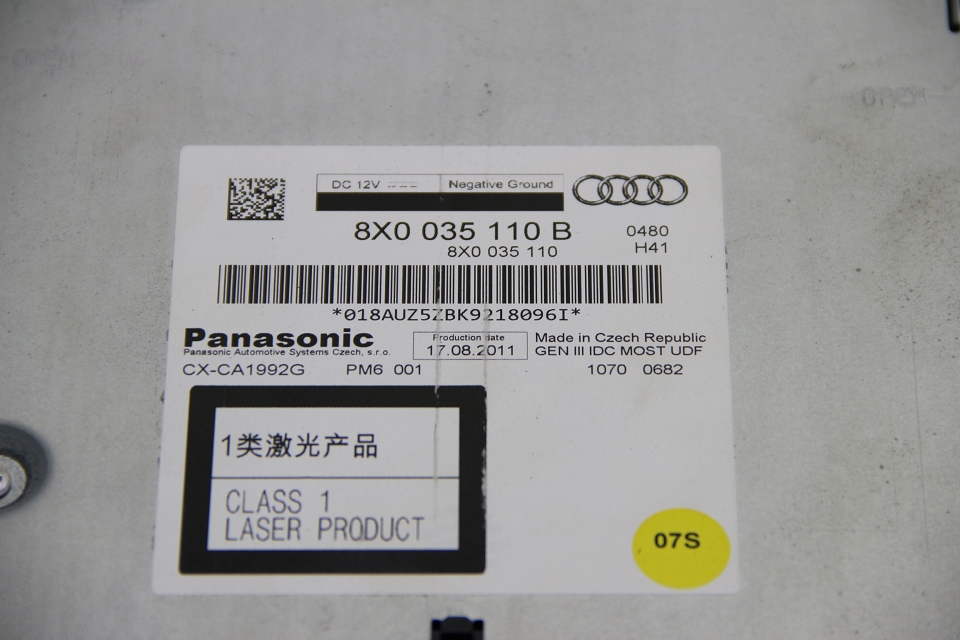 DC 12V Negative Ground
8X0 035 110 B
0480
8X0 035 110
H41
*018AUZ5ZBK9218096I*
Panasonic
Panasonic Automotive Systems Czech, s.r.o.
Production date
17.08.2011
Made in Czech Republic
GEN III IDC MOST UDF
CX-CA1992G PM6 001 1070 0682
1类激光产品
CLASS 1
LASER PRODUCT
07S